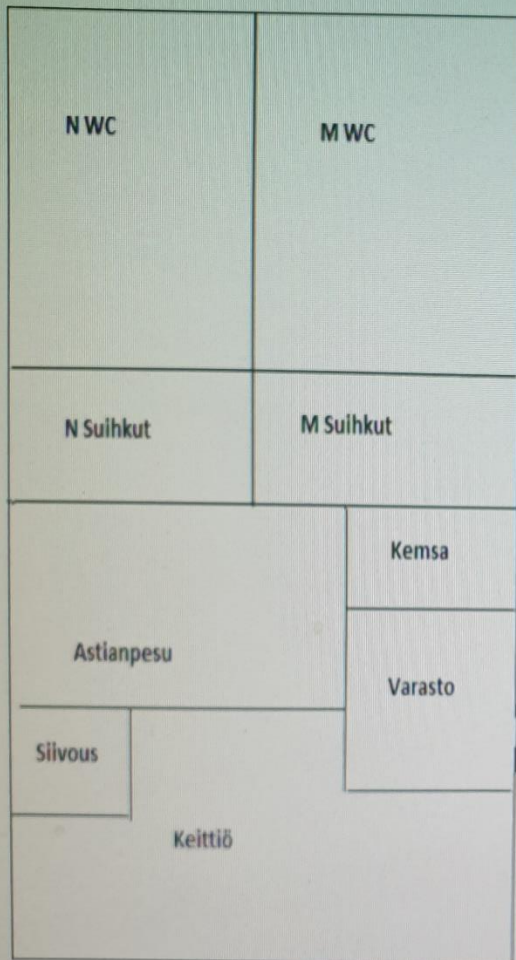 N WC
M WC
N Suihkut
M Suihkut
Kemsa
Astianpesu
Varasto
Siivous
Keittiö